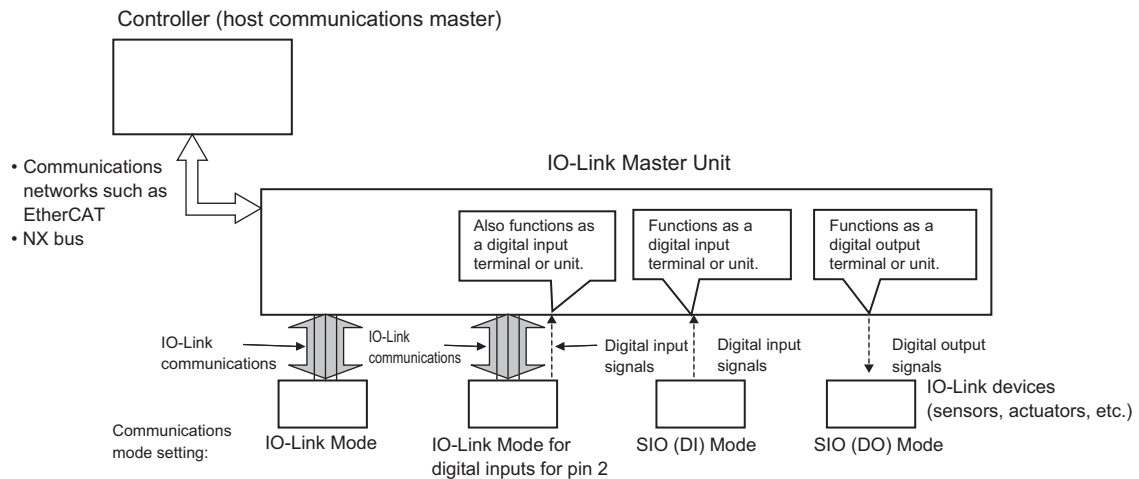 Controller (host communications master)
• Communications
networks such as
EtherCAT
• NX bus
IO-Link Master Unit
Also functions as
a digital input
terminal or unit.
Functions as a
digital input
terminal or unit.
Functions as a
digital output
terminal or unit.
IO-Link
communications
IO-Link
communications
Digital input
signals
Digital input
signals
Digital output
signals
IO-Link devices
(sensors, actuators, etc.)
Communications
mode setting:
IO-Link Mode
IO-Link Mode for
digital inputs for pin 2
SIO (DI) Mode
SIO (DO) Mode